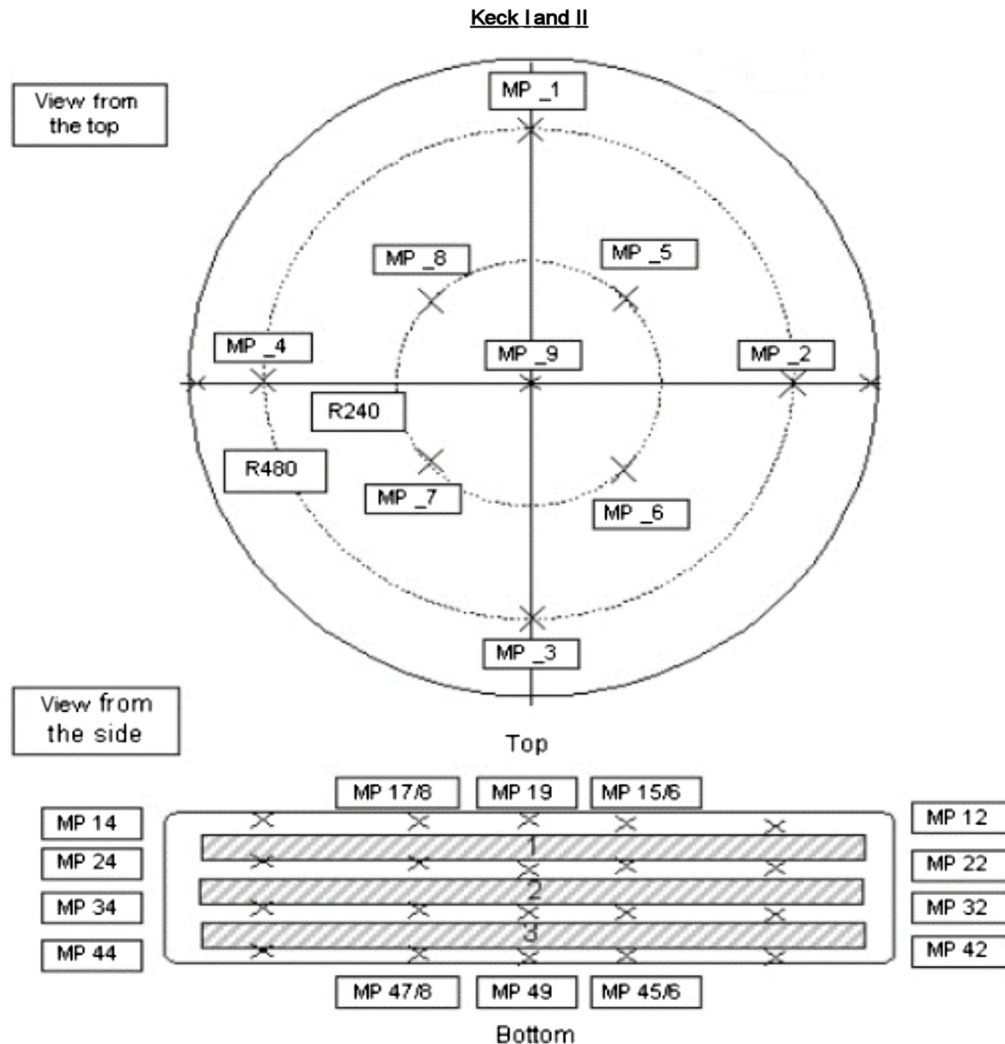 Keck I and II
View from
the top
MP _1
MP _8
MP _5
MP _4
MP _9
MP _2
R240
R480
MP _7
MP _6
MP _3
View from
the side
Top
MP 17/8
MP 19
MP 15/6
MP 14
MP 12
1
MP 24
MP 22
2
MP 34
MP 32
3
MP 44
MP 42
MP 47/8
MP 49
MP 45/6
Bottom